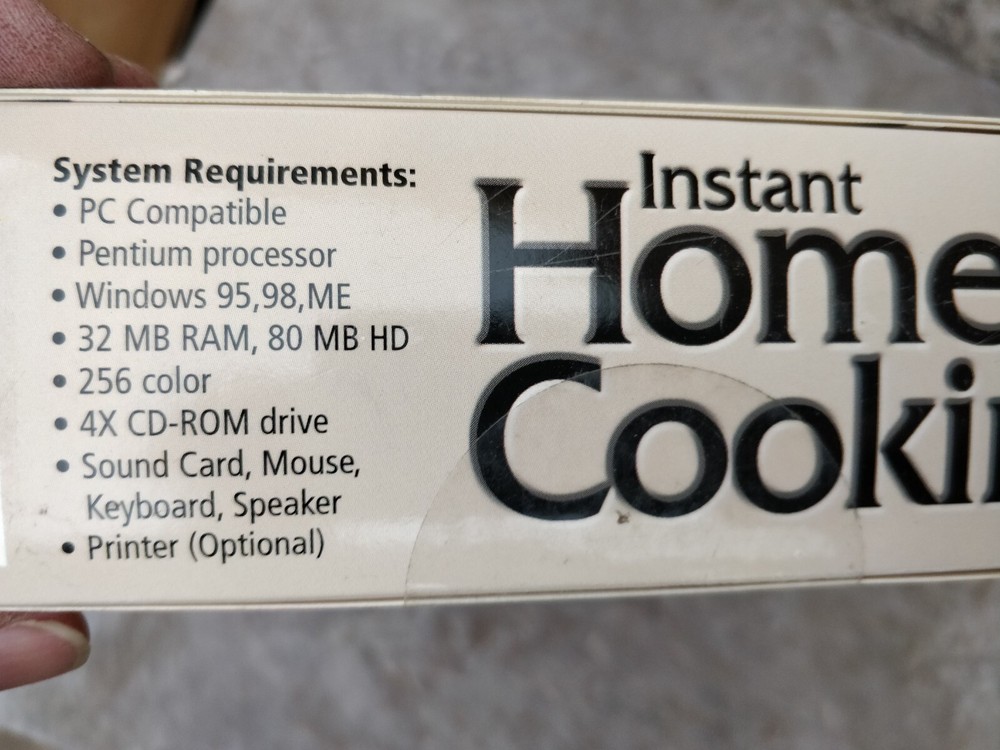 System Requirements:
• PC Compatible
• Pentium processor
• Windows 95,98,ME
• 32 MB RAM, 80 MB HD
• 256 color
• 4X CD-ROM drive
• Sound Card, Mouse,
Keyboard, Speaker
• Printer (Optional)
Instant
Home
Cookin